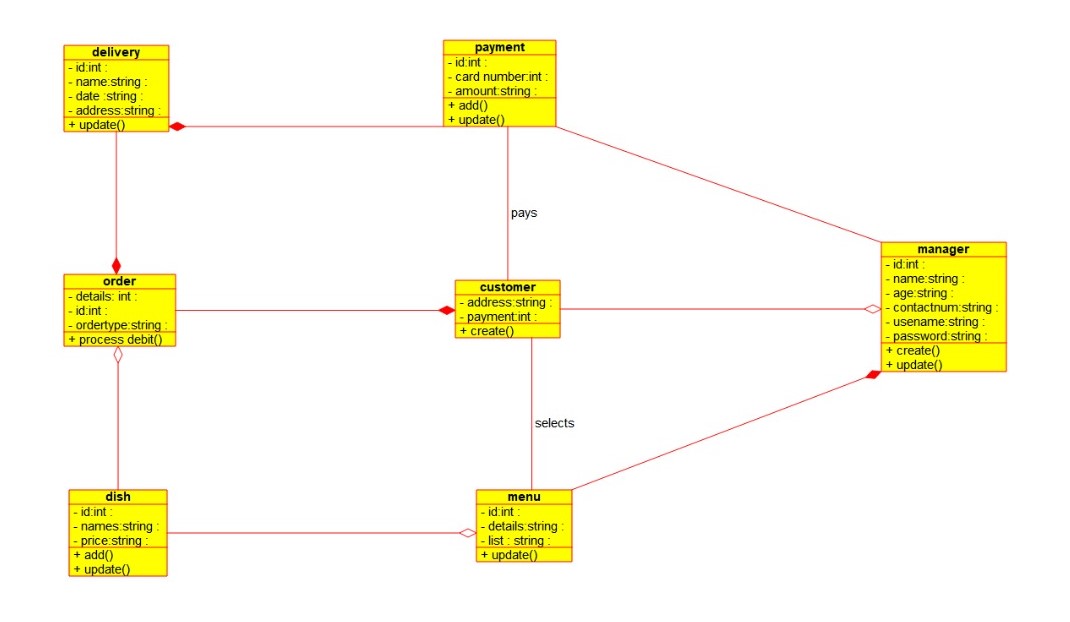 delivery
- id:int :
- name:string :
- date :string :
- address:string :
+ update()
payment
- id:int :
- card number:int :
- amount:string :
+ add()
+ update()
pays
manager
- id:int :
- name:string :
- age:string :
- contactnum:string :
- usename:string :
- password:string :
+ create()
+ update()
order
- details: int :
- id:int :
- ordertype:string :
+ process debit()
customer
- address:string :
- payment:int :
+ create()
selects
dish
- id:int :
- names:string :
- price:string :
+ add()
+ update()
menu
- id:int :
- details:string :
- list : string :
+ update()